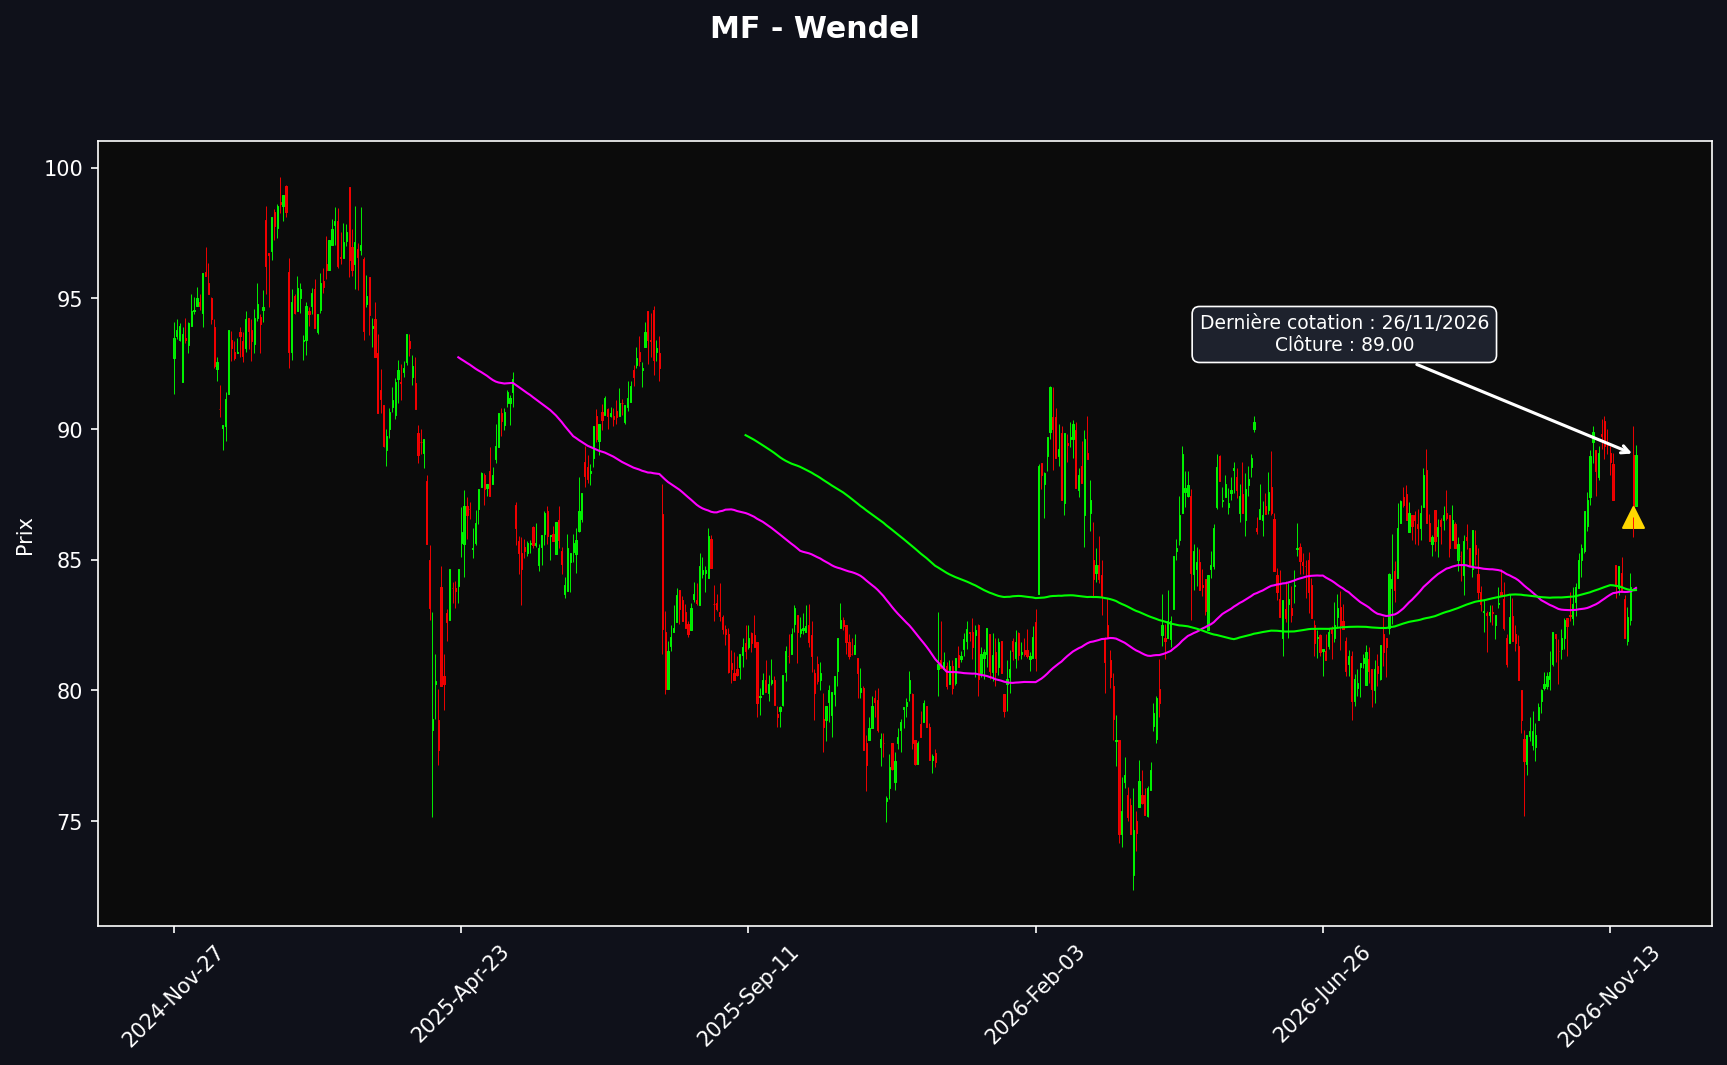 MF - Wendel
Prix
100
95
90
85
80
75
Dernière cotation : 26/11/2026
Clôture : 89.00
2024-Nov-27
2025-Apr-23
2025-Sep-11
2026-Feb-03
2026-Jun-26
2026-Nov-13